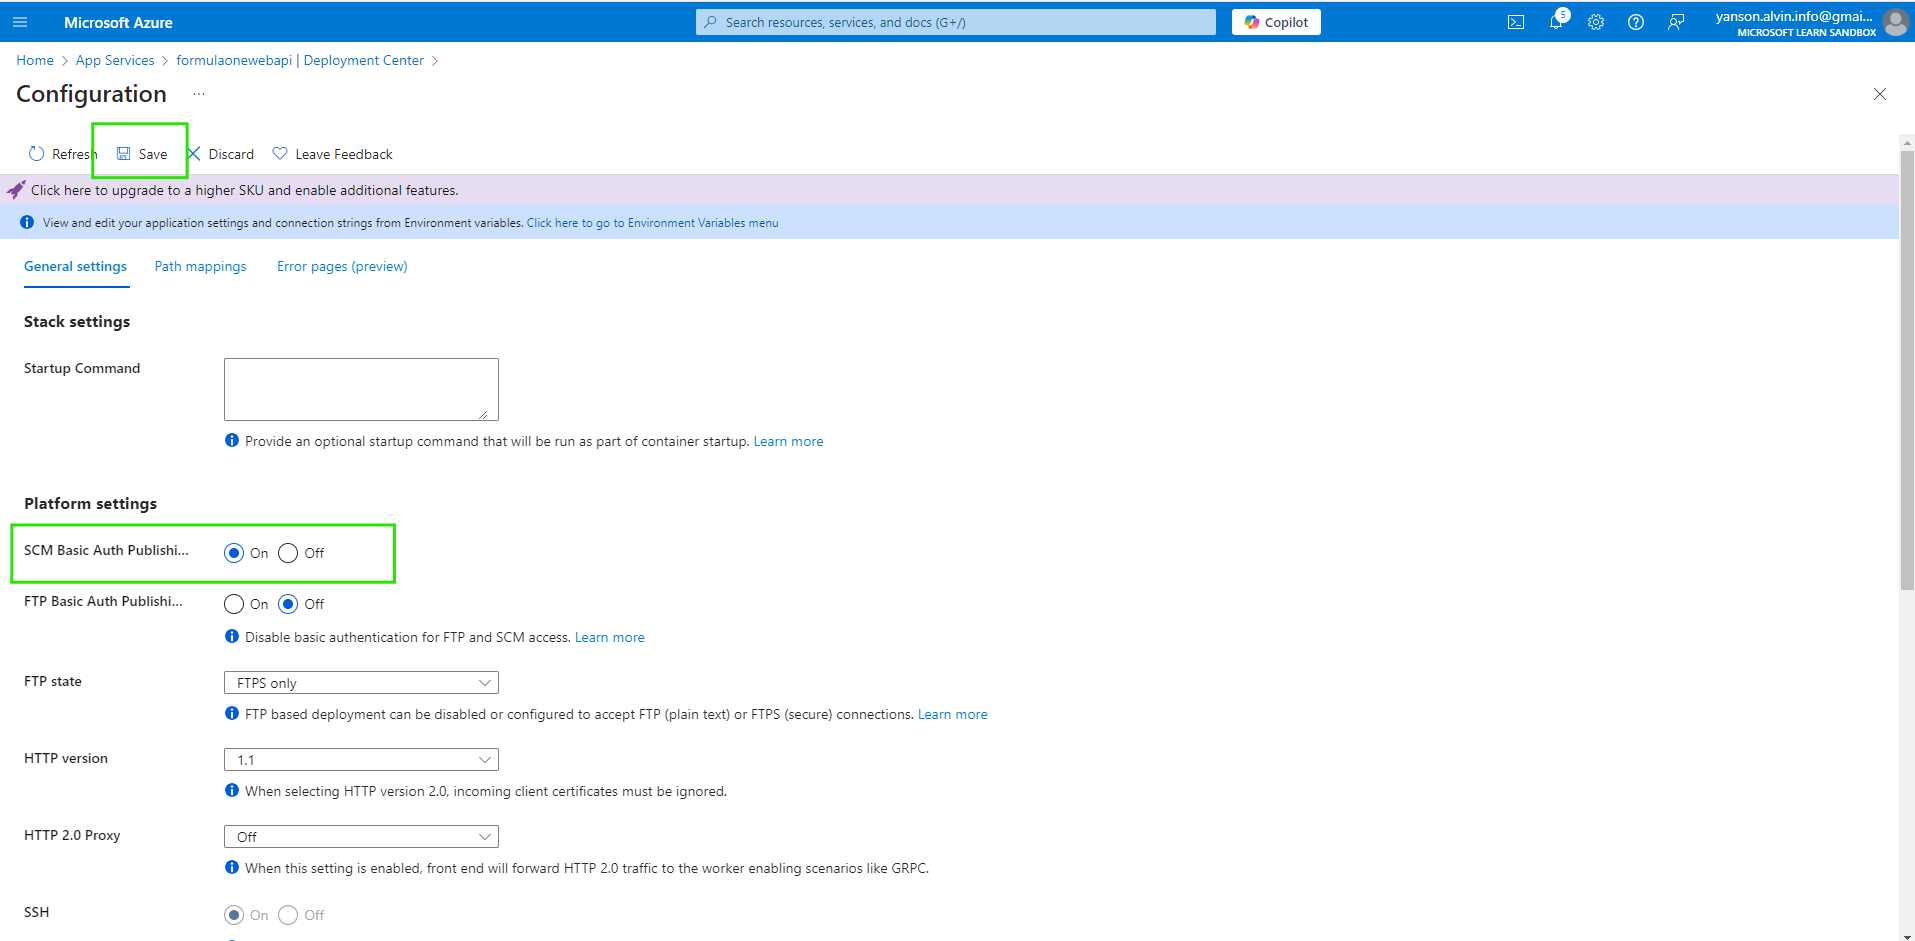 Microsoft Azure
Search resources, services, and docs (G+/)
Copilot
5
yanson.alvin.info@gmai...
MICROSOFT LEARN SANDBOX
Home > App Services > formulaonewebapi | Deployment Center >
Configuration ...
Refresh Save Discard Leave Feedback
Click here to upgrade to a higher SKU and enable additional features.
View and edit your application settings and connection strings from Environment variables. Click here to go to Environment Variables menu
General settings Path mappings Error pages (preview)
Stack settings
Startup Command
Provide an optional startup command that will be run as part of container startup. Learn more
Platform settings
SCM Basic Auth Publishi... On Off
FTP Basic Auth Publishi... On Off
Disable basic authentication for FTP and SCM access. Learn more
FTP state FTPS only
FTP based deployment can be disabled or configured to accept FTP (plain text) or FTPS (secure) connections. Learn more
HTTP version 1.1
When selecting HTTP version 2.0, incoming client certificates must be ignored.
HTTP 2.0 Proxy Off
When this setting is enabled, front end will forward HTTP 2.0 traffic to the worker enabling scenarios like GRPC.
SSH On Off